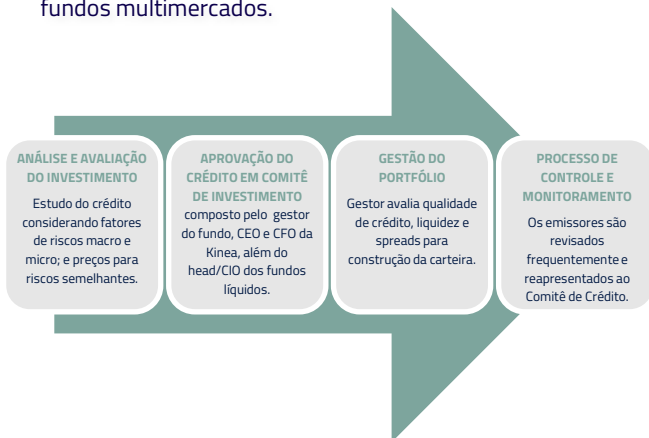 fundos multimercados.
ANÁLISE E AVALIAÇÃO
DO INVESTIMENTO
Estudo do crédito
considerando fatores
de riscos macro e
micro; e preços para
riscos semelhantes.
APROVAÇÃO DO
CRÉDITO EM COMITÊ
DE INVESTIMENTO
composto pelo gestor
do fundo, CEO e CFO da
Kinea, além do
head/CIO dos fundos
líquidos.
GESTÃO DO
PORTFÓLIO
Gestor avalia qualidade
de crédito, liquidez e
spreads para
construção da carteira.
PROCESSO DE
CONTROLE E
MONITORAMENTO
Os emissores são
revisados
frequentemente e
reapresentados ao
Comitê de Crédito.